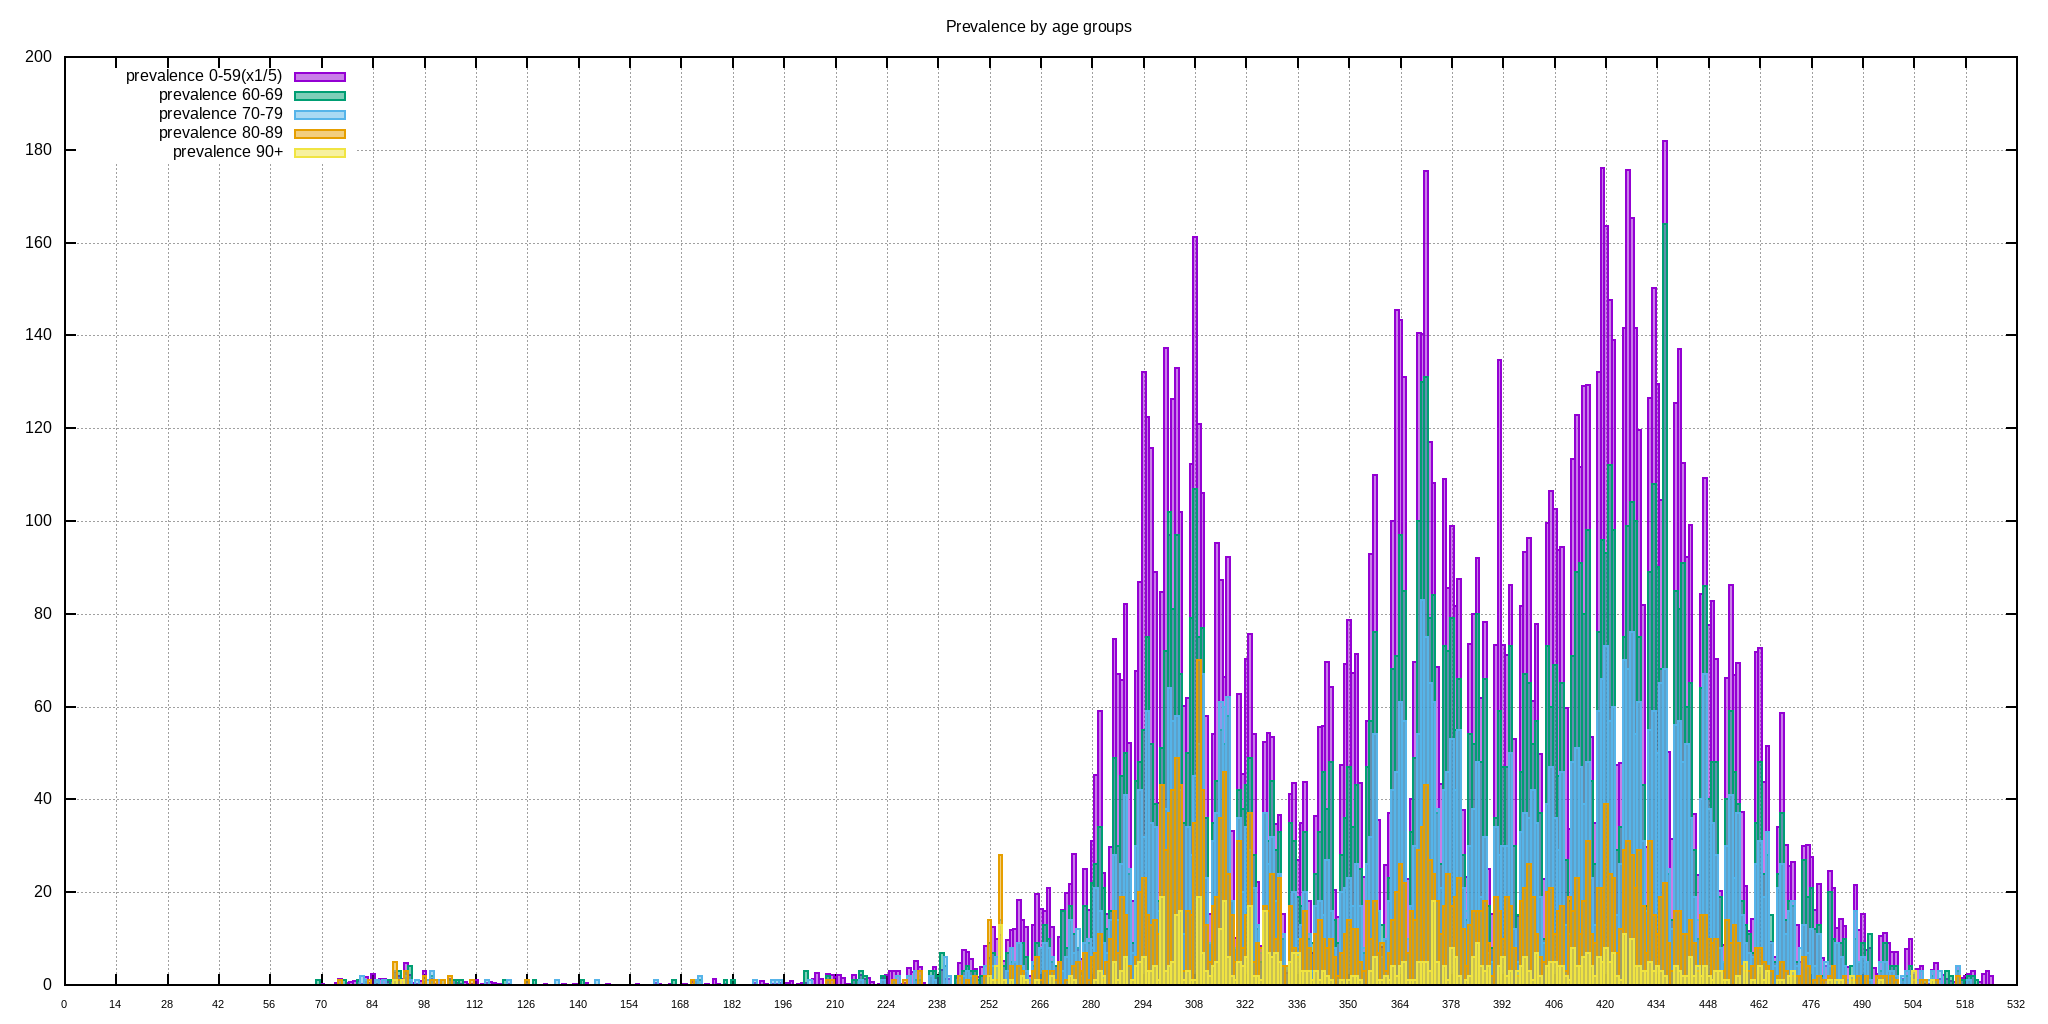 Prevalence by age groups
200
180
160
140
120
100
80
60
40
20
0
prevalence 0-59(x1/5)
prevalence 60-69
prevalence 70-79
prevalence 80-89
prevalence 90+
0 14 28 42 56 70 84 98 112 126 140 154 168 182 196 210 224 238 252 266 280 294 308 322 336 350 364 378 392 406 420 434 448 462 476 490 504 518 532